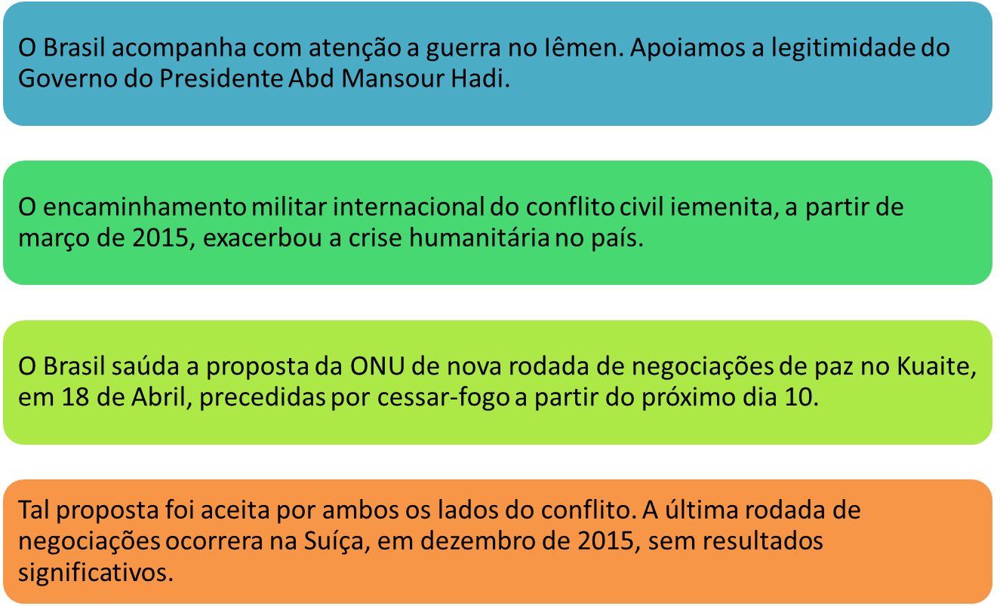 O Brasil acompanha com atenção a guerra no Iêmen. Apoiamos a legitimidade do
Governo do Presidente Abd Mansour Hadi.
O encaminhamento militar internacional do conflito civil iemenita, a partir de
março de 2015, exacerbou a crise humanitária no país.
O Brasil saúda a proposta da ONU de nova rodada de negociações de paz no Kuaite,
em 18 de Abril, precedidas por cessar-fogo a partir do próximo dia 10.
Tal proposta foi aceita por ambos os lados do conflito. A última rodada de
negociações ocorrera na Suíça, em dezembro de 2015, sem resultados
significativos.